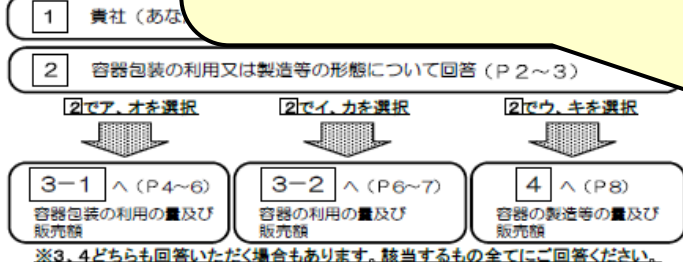 1 貴社（あな
2 容器包装の利用又は製造等の形態について回答（P２～３）
2でア、オを選択 2でイ、カを選択 2でウ、キを選択
３－１ へ（P４～６） ３－２ へ（P６～７） ４ へ（P８）
容器包装の利用の量及び 容器の利用の量及び 容器の製造等の量及び
販売額 販売額 販売額
※３、４どちらも回答いただく場合もあります。該当するもの全てにご回答ください。